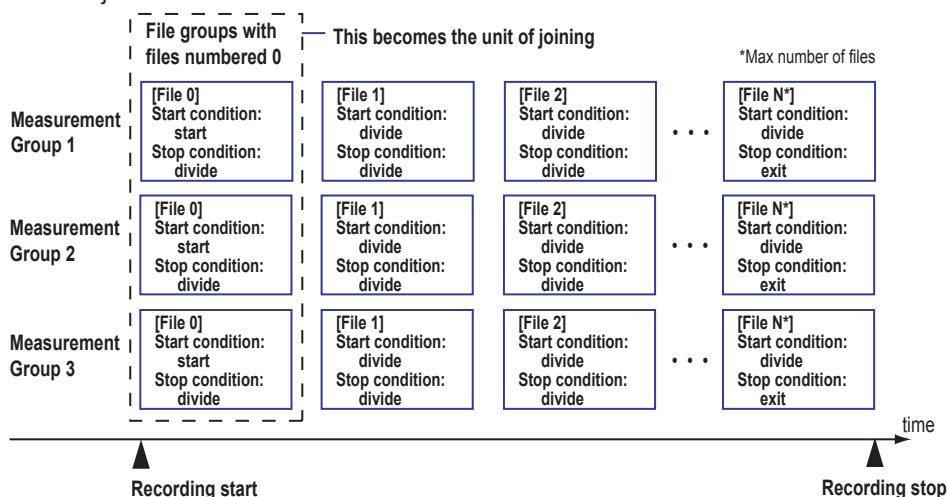 File groups with
files numbered 0
This becomes the unit of joining
*Max number of files
Measurement
Group 1
[File 0]
Start condition:
start
Stop condition:
divide
[File 1]
Start condition:
divide
Stop condition:
divide
[File 2]
Start condition:
divide
Stop condition:
divide
• • •
[File N*]
Start condition:
divide
Stop condition:
exit
Measurement
Group 2
[File 0]
Start condition:
start
Stop condition:
divide
[File 1]
Start condition:
divide
Stop condition:
divide
[File 2]
Start condition:
divide
Stop condition:
divide
• • •
[File N*]
Start condition:
divide
Stop condition:
exit
Measurement
Group 3
[File 0]
Start condition:
start
Stop condition:
divide
[File 1]
Start condition:
divide
Stop condition:
divide
[File 2]
Start condition:
divide
Stop condition:
divide
• • •
[File N*]
Start condition:
divide
Stop condition:
exit
time
Recording start
Recording stop